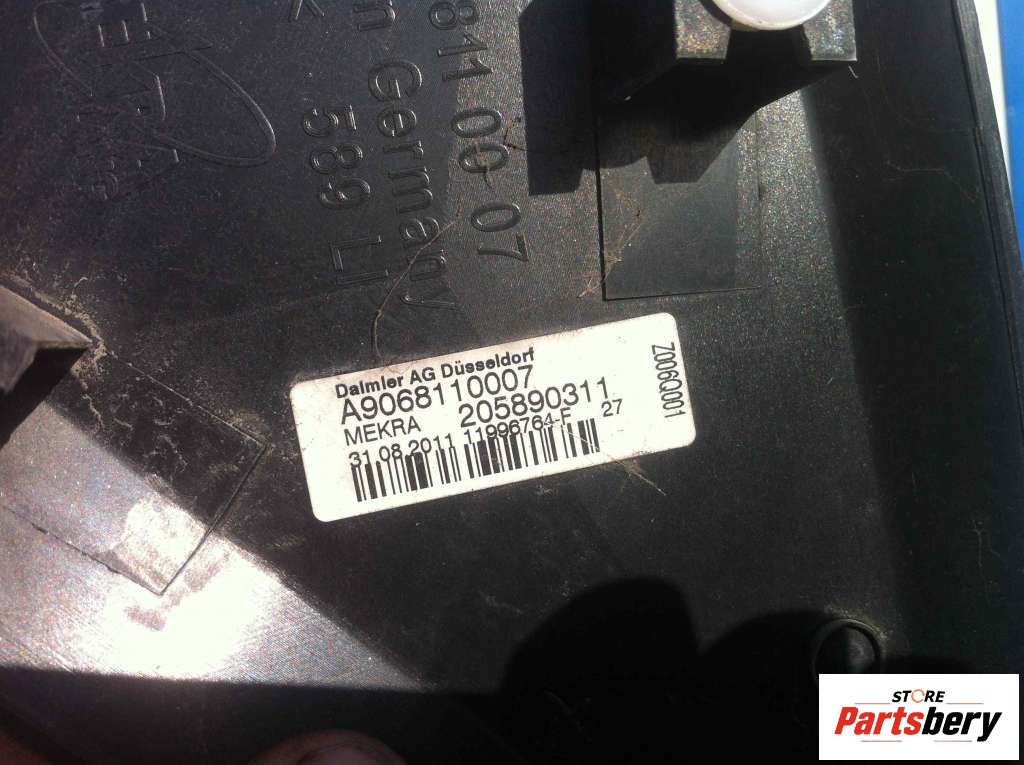 811 00-07
n-Germany
589 LI
Daimler AG Düsseldorf
A9068110007
MEKRA 205890311
31.08.2011 11996764-F 27
Z006Q001
STORE
Partsbery